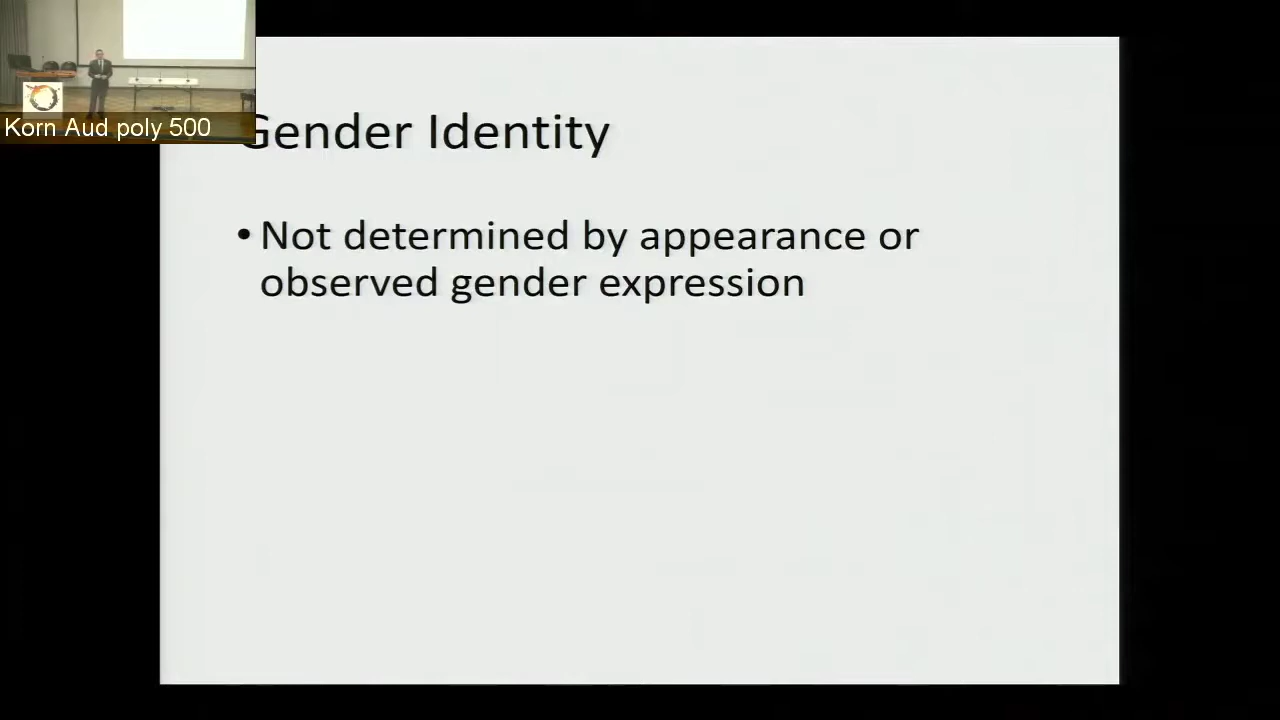 Korn Aud poly 500
Gender Identity
• Not determined by appearance or
observed gender expression